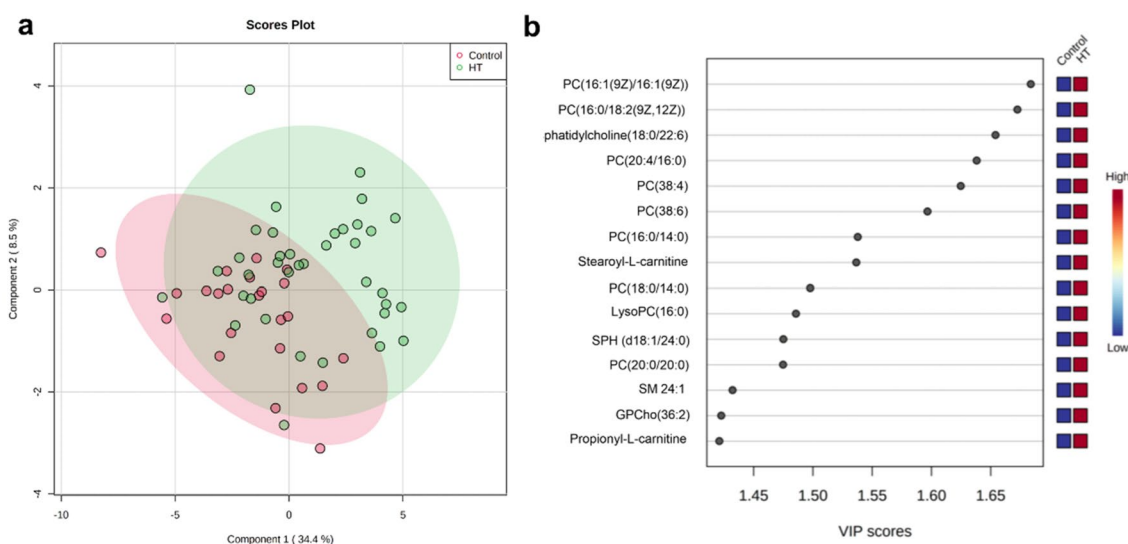 a
Scores Plot
Control
HT
Component 2 ( 8.5 %)
4
2
0
-2
-4
-10
-5
0
5
Component 1 ( 34.4 %)
b
Control
HT
PC(16:1(9Z)/16:1(9Z))
PC(16:0/18:2(9Z,12Z))
phatidylcholine(18:0/22:6)
PC(20:4/16:0)
PC(38:4)
PC(38:6)
PC(16:0/14:0)
Stearoyl-L-carnitine
PC(18:0/14:0)
LysoPC(16:0)
SPH (d18:1/24:0)
PC(20:0/20:0)
SM 24:1
GPCho(36:2)
Propionyl-L-carnitine
High
Low
1.45
1.50
1.55
1.60
1.65
VIP scores